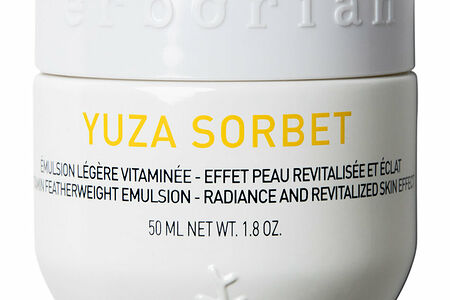 erborian
YUZA SORBET
ÉMULSION LÉGÈRE VITAMINÉE - EFFET PEAU REVITALISÉE ET ÉCLAT
FEATHERWEIGHT EMULSION - RADIANCE AND REVITALIZED SKIN EFFECT
50 ML NET WT. 1.8 OZ.